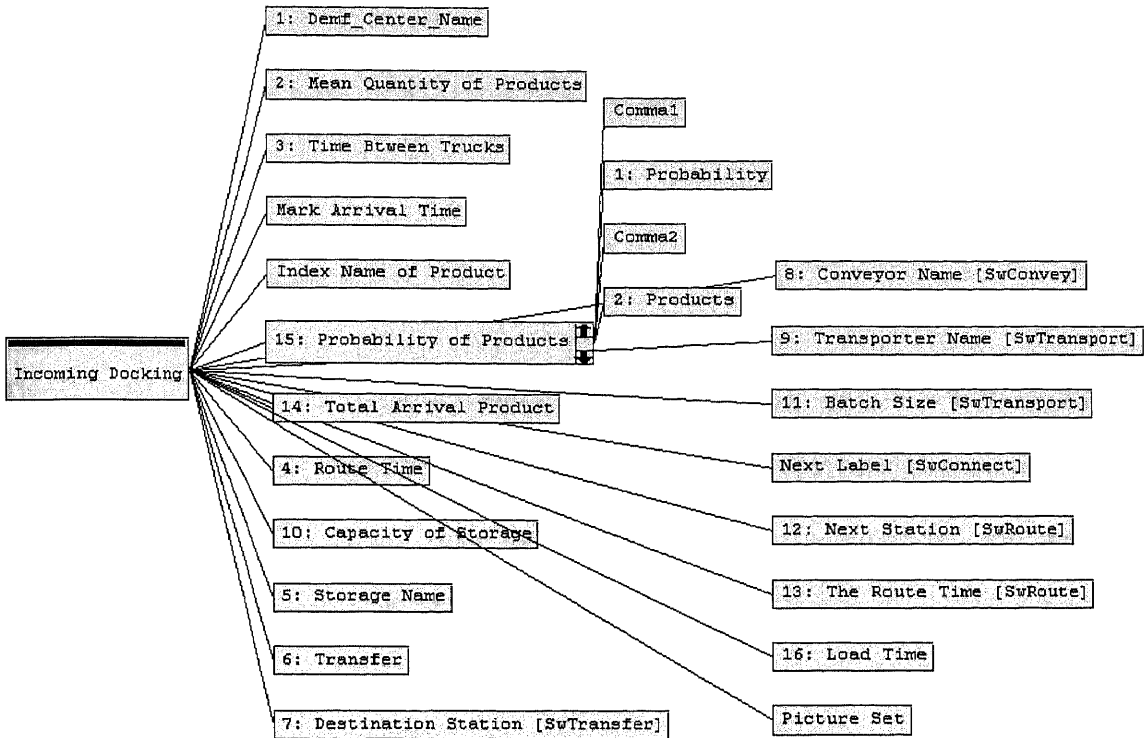 Incoming Docking
1: Demf_Center_Name
2: Mean Quantity of Products
3: Time Btween Trucks
Mark Arrival Time
Index Name of Product
15: Probability of Products
14: Total Arrival Product
4: Route Time
10: Capacity of Storage
5: Storage Name
6: Transfer
7: Destination Station [SwTransfer]
Comma1
1: Probability
Comma2
2: Products
8: Conveyor Name [SwConvey]
9: Transporter Name [SwTransport]
11: Batch Size [SwTransport]
Next Label [SwConnect]
12: Next Station [SwRoute]
13: The Route Time [SwRoute]
16: Load Time
Picture Set